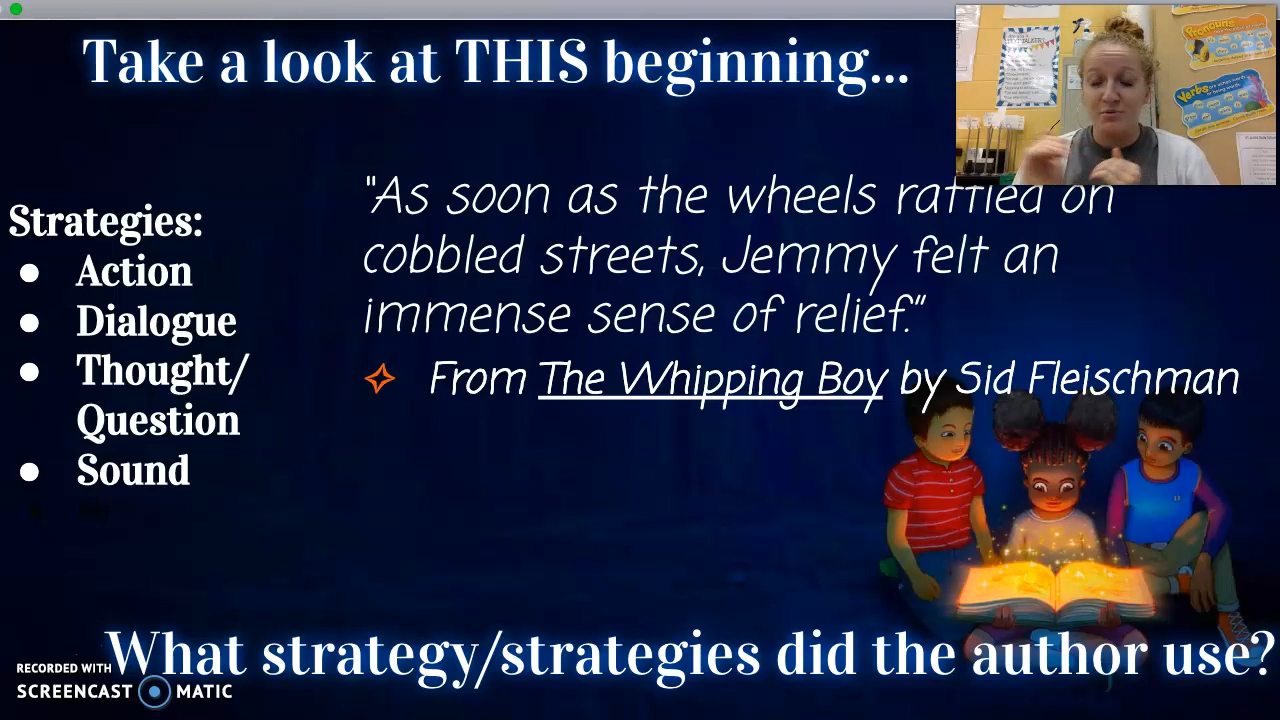 Take a look at THIS beginning...
Pronouns
Verbs
Strategies:
● Action
● Dialogue
● Thought/
Question
● Sound
"As soon as the wheels rattled on
cobbled streets, Jemmy felt an
immense sense of relief."
From The Whipping Boy by Sid Fleischman
What strategy/strategies did the author use?
RECORDED WITH
SCREENCAST MATIC